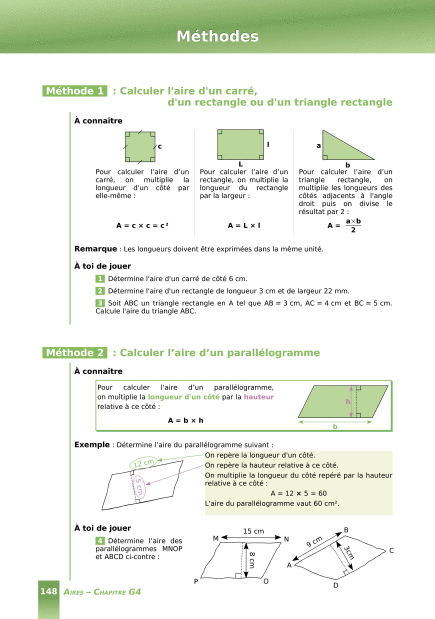 Méthodes
Méthode 1 : Calculer l'aire d'un carré,
d'un rectangle ou d'un triangle rectangle
À connaître
c
l
L
a
b
Pour calculer l'aire d'un
carré, on multiplie la
longueur d'un côté par
elle-même :
A = c × c = c²
Pour calculer l'aire d'un
rectangle, on multiplie la
longueur du rectangle
par la largeur :
A = L × l
Pour calculer l'aire d'un
triangle rectangle, on
multiplie les longueurs des
côtés adjacents à l'angle
droit puis on divise le
résultat par 2 :
A = a×b
2
Remarque : Les longueurs doivent être exprimées dans la même unité.
À toi de jouer
1 Détermine l'aire d'un carré de côté 6 cm.
2 Détermine l'aire d'un rectangle de longueur 3 cm et de largeur 22 mm.
3 Soit ABC un triangle rectangle en A tel que AB = 3 cm, AC = 4 cm et BC = 5 cm.
Calcule l'aire du triangle ABC.
Méthode 2 : Calculer l’aire d’un parallélogramme
À connaître
Pour calculer l'aire d'un parallélogramme,
on multiplie la longueur d'un côté par la hauteur
relative à ce côté :
A = b × h
h
b
Exemple : Détermine l'aire du parallélogramme suivant :
12 cm
5 cm
On repère la longueur d'un côté.
On repère la hauteur relative à ce côté.
On multiplie la longueur du côté repéré par la hauteur
relative à ce côté :
A = 12 × 5 = 60
L'aire du parallélogramme vaut 60 cm².
À toi de jouer
4 Détermine l'aire des
parallélogrammes MNOP
et ABCD ci-contre :
M
15 cm
N
8 cm
P
O
A
9 cm
B
3cm
C
D
148 AIRES – CHAPITRE G4